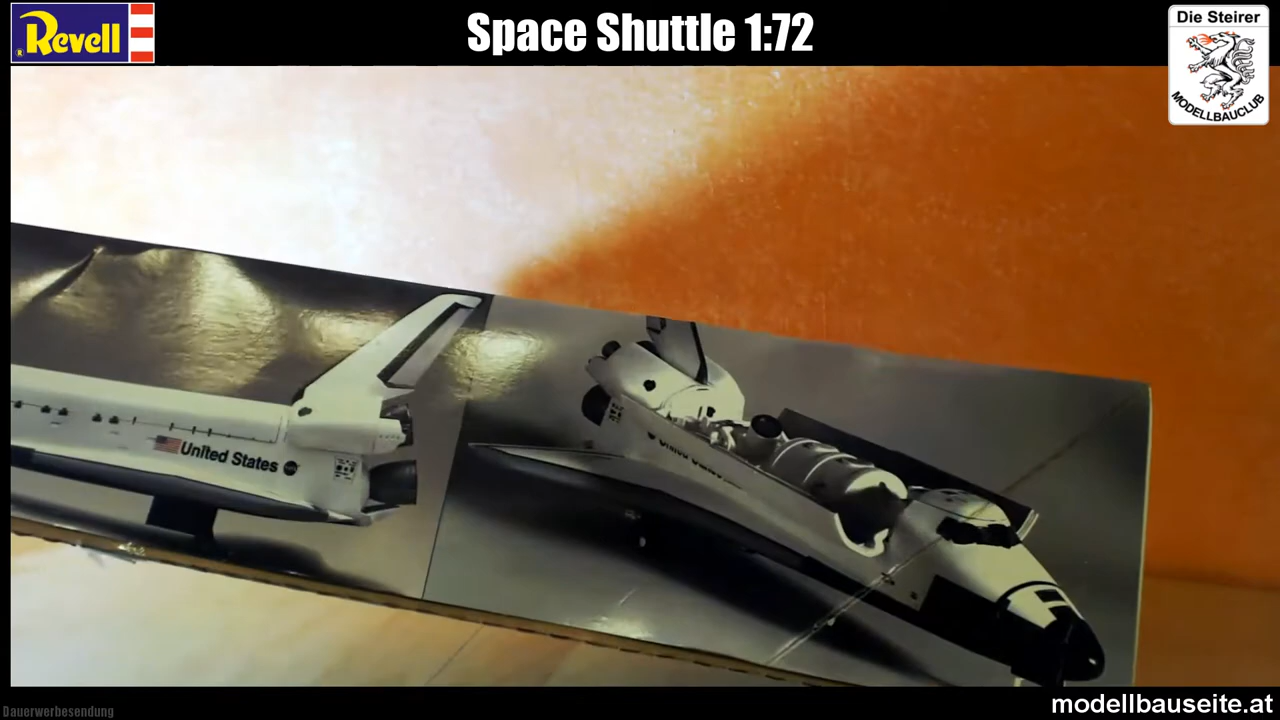 Revell
Space Shuttle 1:72
Die Steirer
MODELLBAUCLUB
United States
Dauerwerbesendung
modellbauseite.at